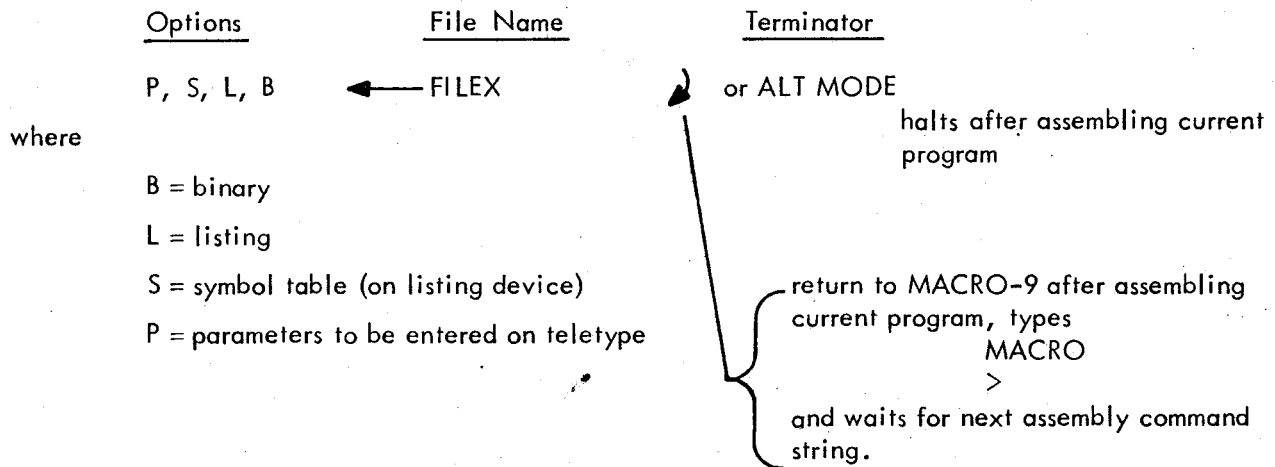 Options File Name Terminator
P, S, L, B ← FILEX ⤸ or ALT MODE
halts after assembling current
program
where
B = binary
L = listing
S = symbol table (on listing device)
P = parameters to be entered on teletype
return to MACRO-9 after assembling
current program, types
MACRO
>
and waits for next assembly command
string.